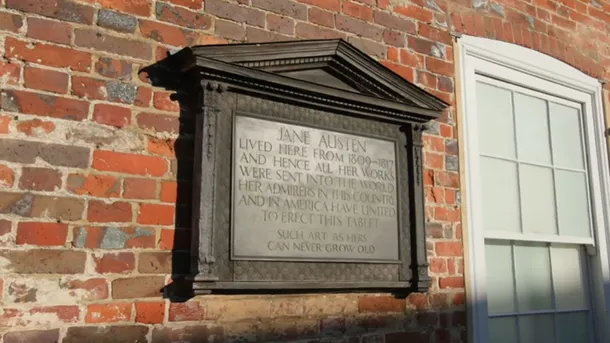 JANE AUSTEN
LIVED HERE FROM 1809–1817
AND HENCE ALL HER WORKS
WERE SENT INTO THE WORLD
HER ADMIRERS IN THIS COUNTRY
AND IN AMERICA HAVE UNITED
TO ERECT THIS TABLET
SUCH ART AS HERS
CAN NEVER GROW OLD